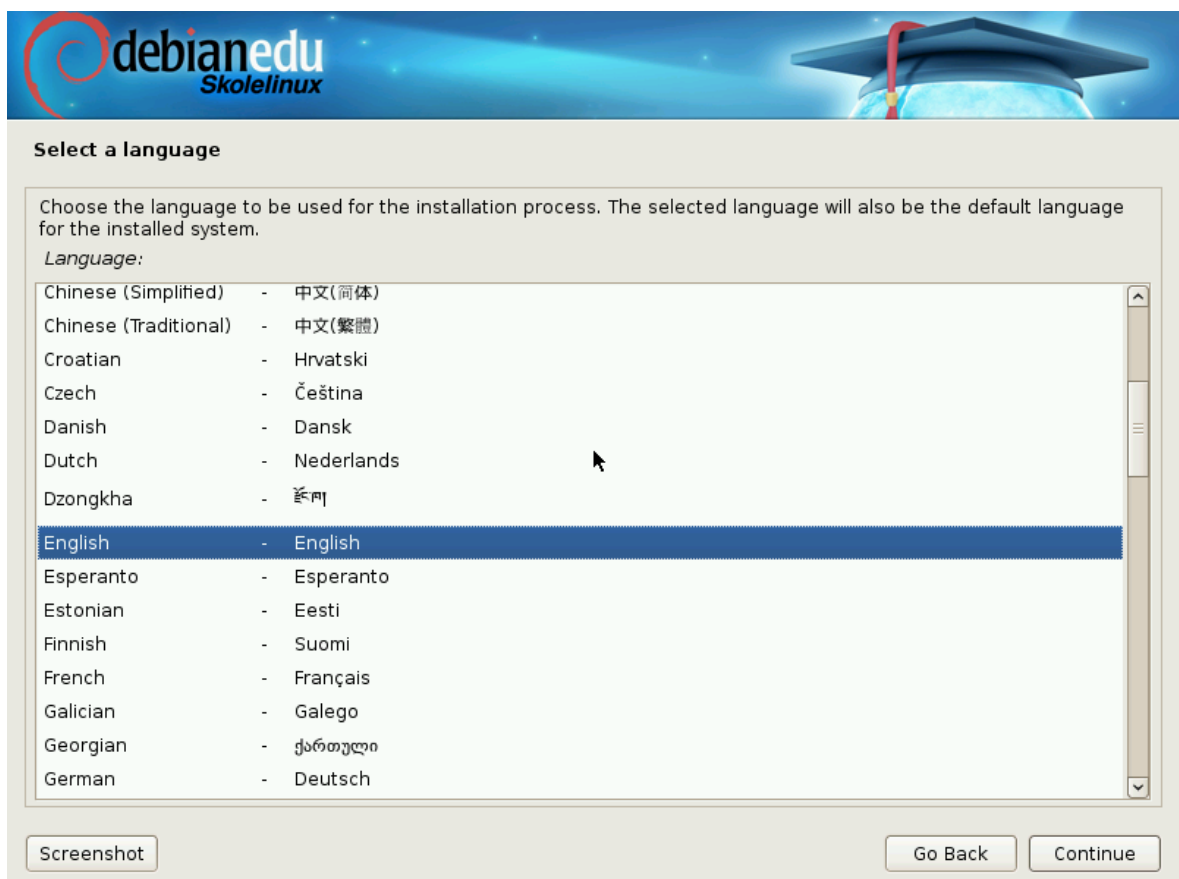 debianedu
Skolelinux
Select a language
Choose the language to be used for the installation process. The selected language will also be the default language
for the installed system.
Language:
Chinese (Simplified) - 中文(简体)
Chinese (Traditional) - 中文(繁體)
Croatian - Hrvatski
Czech - Čeština
Danish - Dansk
Dutch - Nederlands
Dzongkha - རྫོང་ཁ།
English - English
Esperanto - Esperanto
Estonian - Eesti
Finnish - Suomi
French - Français
Galician - Galego
Georgian - ქართული
German - Deutsch
Screenshot Go Back Continue